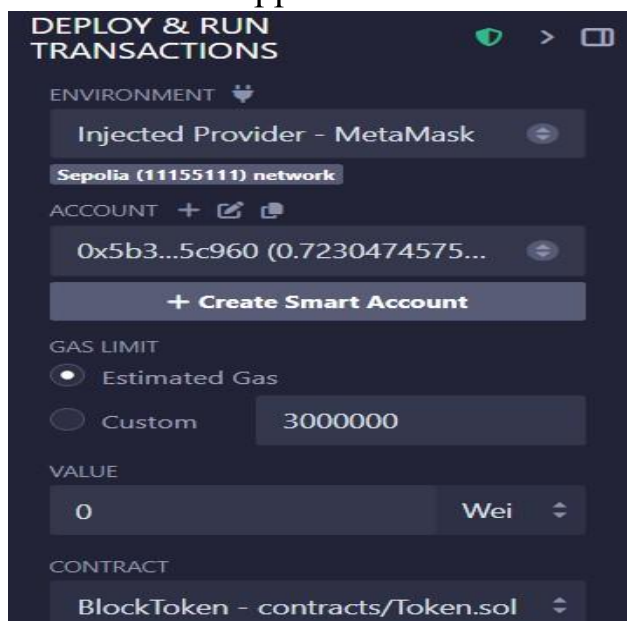 DEPLOY & RUN
TRANSACTIONS
ENVIRONMENT
Injected Provider - MetaMask
Sepolia (11155111) network
ACCOUNT
0x5b3...5c960 (0.7230474575...
+ Create Smart Account
GAS LIMIT
Estimated Gas
Custom 3000000
VALUE
0 Wei
CONTRACT
BlockToken - contracts/Token.sol